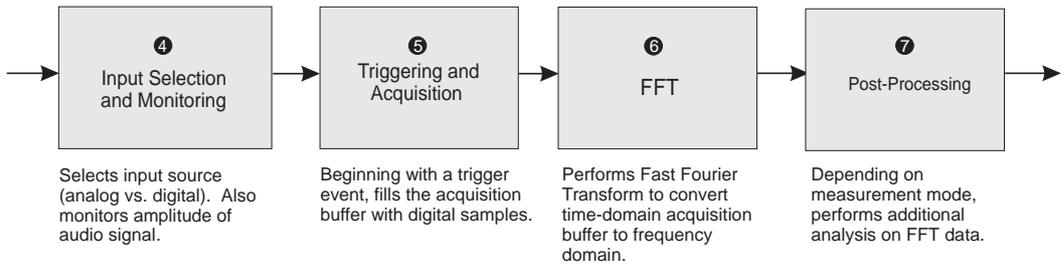 ❹
Input Selection
and Monitoring
Selects input source
(analog vs. digital).  Also
monitors amplitude of
audio signal.
❺
Triggering and
Acquisition
Beginning with a trigger
event, fills the acquisition
buffer with digital samples.
❻
FFT
Performs Fast Fourier
Transform to convert
time-domain acquisition
buffer to frequency
domain.
❼
Post-Processing
Depending on
measurement mode,
performs additional
analysis on FFT data.